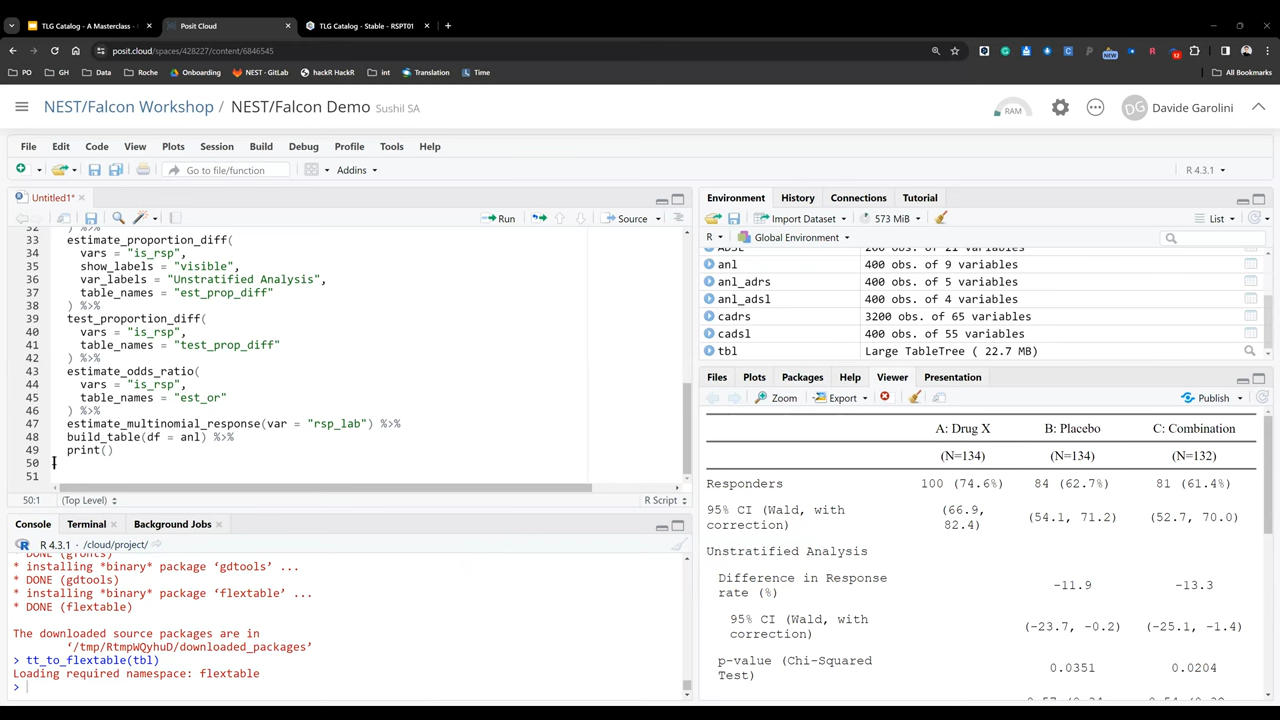 TLG Catalog - A Masterclass -
Posit Cloud
TLG Catalog - Stable - RSPT01
posit.cloud/spaces/428227/content/6846545
NEW
12
PO
GH
Data
Roche
Onboarding
NEST - GitLab
hackR HackR
int
Translation
Time
All Bookmarks
NEST/Falcon Workshop / NEST/Falcon Demo Sushil SA
RAM
DG
Davide Garolini
File Edit Code View Plots Session Build Debug Profile Tools Help
Go to file/function
Addins
R 4.3.1
Untitled1*
Run
Source
32 ) %>%
33 estimate_proportion_diff(
34 vars = "is_rsp",
35 show_labels = "visible",
36 var_labels = "Unstratified Analysis",
37 table_names = "est_prop_diff"
38 ) %>%
39 test_proportion_diff(
40 vars = "is_rsp",
41 table_names = "test_prop_diff"
42 ) %>%
43 estimate_odds_ratio(
44 vars = "is_rsp",
45 table_names = "est_or"
46 ) %>%
47 estimate_multinomial_response(var = "rsp_lab") %>%
48 build_table(df = anl) %>%
49 print()
50
51
50:1 (Top Level) R Script
Console Terminal Background Jobs
R 4.3.1 · /cloud/project/
* DONE (gfonts)
* installing *binary* package ‘gdtools’ ...
* DONE (gdtools)
* installing *binary* package ‘flextable’ ...
* DONE (flextable)
The downloaded source packages are in
‘/tmp/RtmpWQyhuD/downloaded_packages’
> tt_to_flextable(tbl)
Loading required namespace: flextable
>
Environment History Connections Tutorial
Import Dataset
573 MiB
List
R
Global Environment
ADSL 200 obs. of 21 variables
anl 400 obs. of 9 variables
anl_adrs 400 obs. of 5 variables
anl_adsl 400 obs. of 4 variables
cadrs 3200 obs. of 65 variables
cadsl 400 obs. of 55 variables
tbl Large TableTree ( 22.7 MB)
Files Plots Packages Help Viewer Presentation
Zoom
Export
Publish
A: Drug X B: Placebo C: Combination
(N=134) (N=134) (N=132)
Responders 100 (74.6%) 84 (62.7%) 81 (61.4%)
95% CI (Wald, with correction) (66.9, 82.4) (54.1, 71.2) (52.7, 70.0)
Unstratified Analysis
Difference in Response rate (%) -11.9 -13.3
95% CI (Wald, with correction) (-23.7, -0.2) (-25.1, -1.4)
p-value (Chi-Squared Test) 0.0351 0.0204